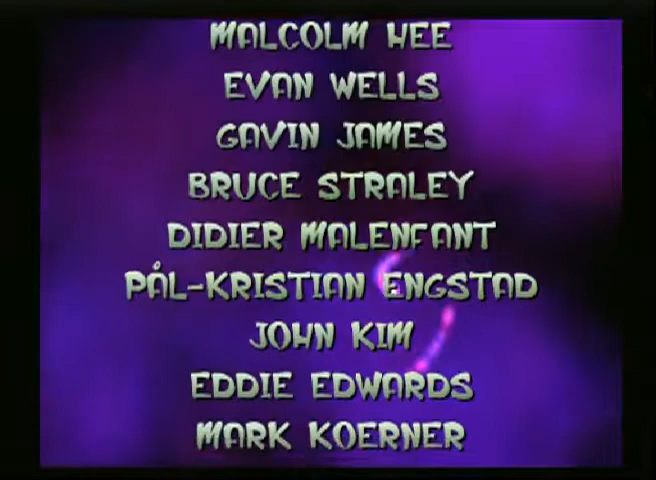 MALCOLM HEE
EVAN WELLS
GAVIN JAMES
BRUCE STRALEY
DIDIER MALENFANT
PÅL-KRISTIAN ENGSTAD
JOHN KIM
EDDIE EDWARDS
MARK KOERNER